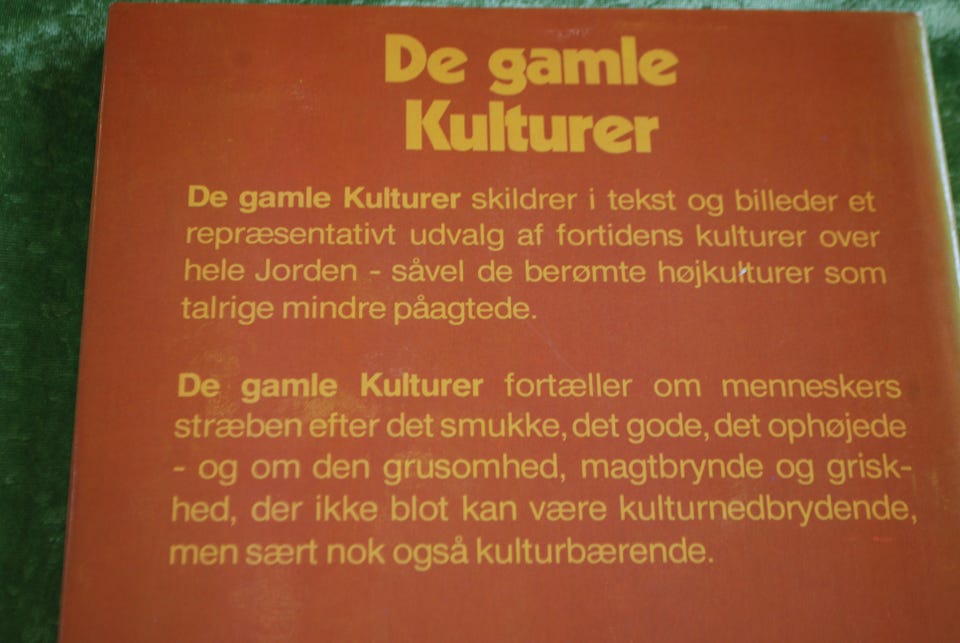 De gamle
Kulturer
De gamle Kulturer skildrer i tekst og billeder et
repræsentativt udvalg af fortidens kulturer over
hele Jorden - såvel de berømte højkulturer som
talrige mindre påagtede.
De gamle Kulturer fortæller om menneskers
stræben efter det smukke, det gode, det ophøjede
- og om den grusomhed, magtbrynde og grisk-
hed, der ikke blot kan være kulturnedbrydende,
men sært nok også kulturbærende.